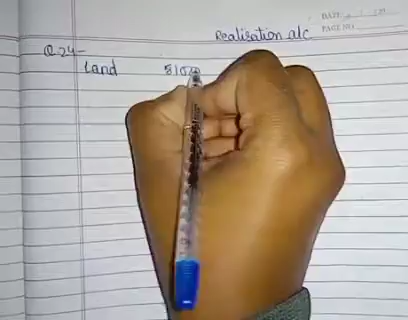 DATE
PAGE NO.
Realisation a/c
Q.24-
Land